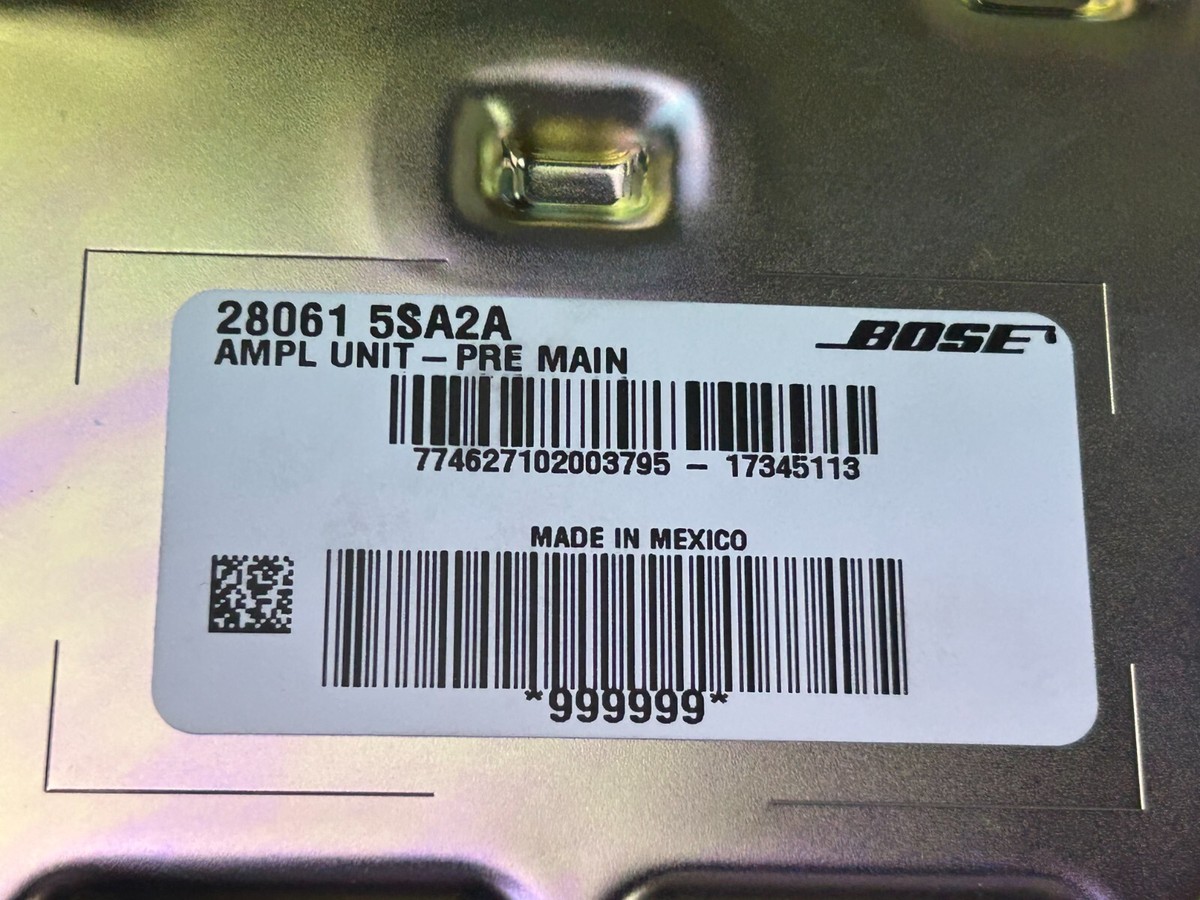 28061 5SA2A
BOSE
AMPL UNIT – PRE MAIN
774627102003795 – 17345113
MADE IN MEXICO
*999999*